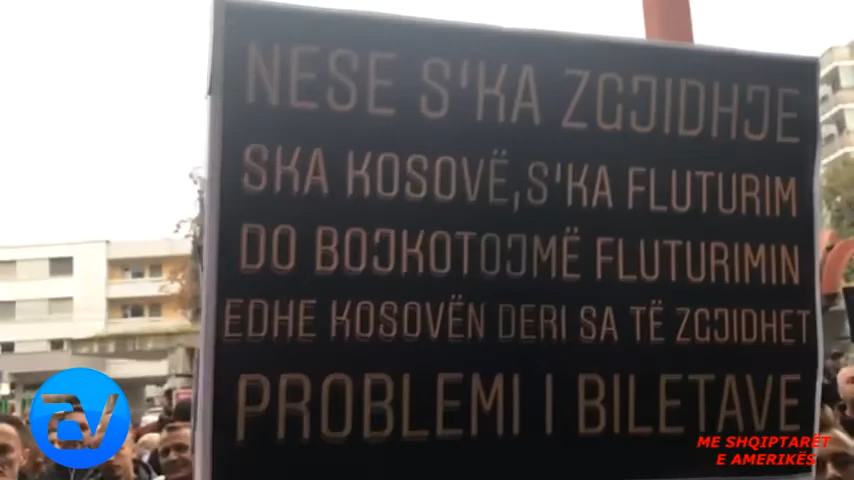 NESE S'KA ZGJIDHJE
SKA KOSOVË, S'KA FLUTURIM
DO BOJKOTOJMË FLUTURIMIN
EDHE KOSOVËN DERI SA TË ZGJIDHET
PROBLEMI I BILETAVE
ME SHQIPTARËT
E AMERIKËS